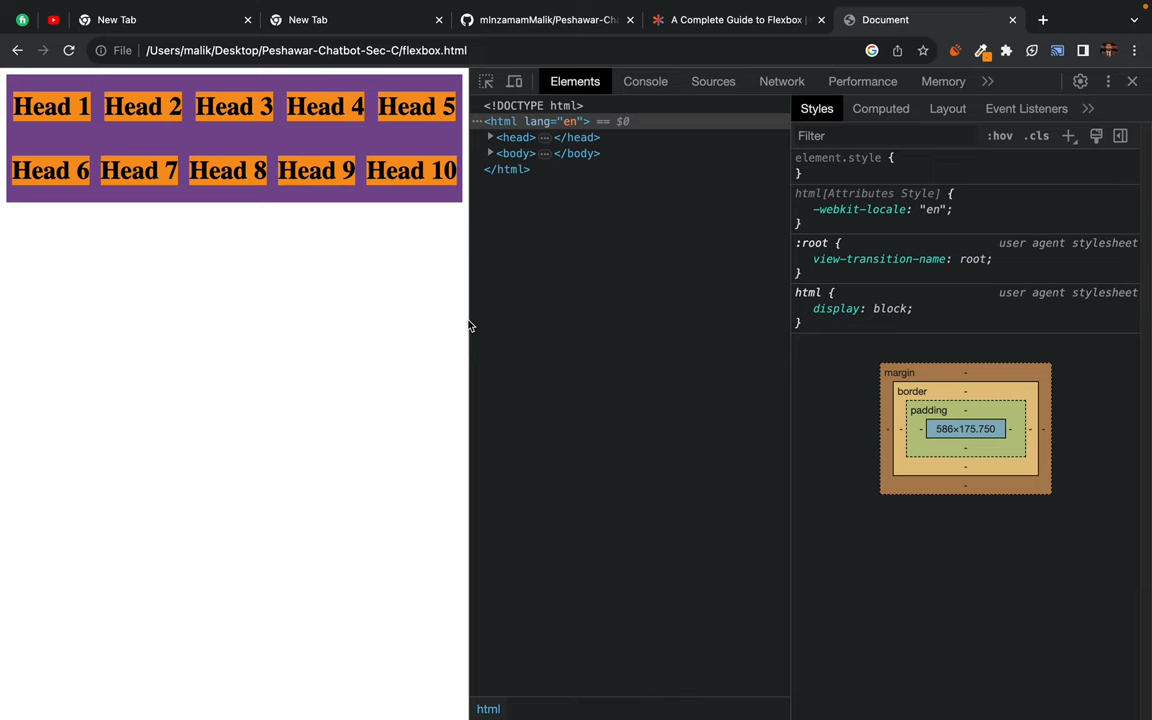 New Tab
New Tab
mInzamamMalik/Peshawar-Cha
A Complete Guide to Flexbox |
Document
File
/Users/malik/Desktop/Peshawar-Chatbot-Sec-C/flexbox.html
Head 1 Head 2 Head 3 Head 4 Head 5
Head 6 Head 7 Head 8 Head 9 Head 10
Elements Console Sources Network Performance Memory
<!DOCTYPE html>
<html lang="en"> == $0
<head> </head>
<body> </body>
</html>
html
Styles Computed Layout Event Listeners
Filter :hov .cls
element.style {
}
html[Attributes Style] {
-webkit-locale: "en";
}
:root { user agent stylesheet
view-transition-name: root;
}
html { user agent stylesheet
display: block;
}
margin -
border -
padding -
- - - 586×175.750 - - -
-
-
-